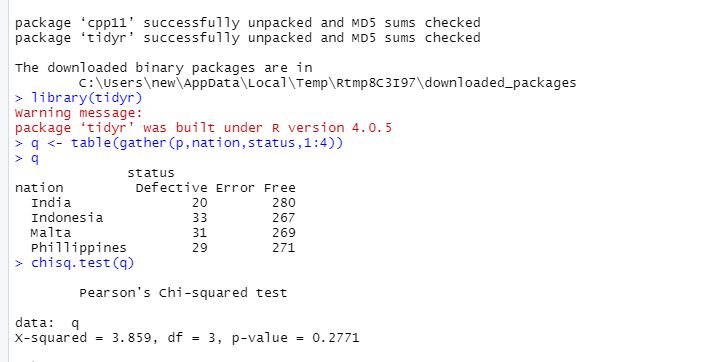 package ‘cpp11’ successfully unpacked and MD5 sums checked
package ‘tidyr’ successfully unpacked and MD5 sums checked
The downloaded binary packages are in
C:\Users\new\AppData\Local\Temp\Rtmp8C3I97\downloaded_packages
> library(tidyr)
Warning message:
package ‘tidyr’ was built under R version 4.0.5
> q <- table(gather(p,nation,status,1:4))
> q
status
nation Defective Error Free
India 20 280
Indonesia 33 267
Malta 31 269
Phillippines 29 271
> chisq.test(q)
Pearson's Chi-squared test
data: q
X-squared = 3.859, df = 3, p-value = 0.2771